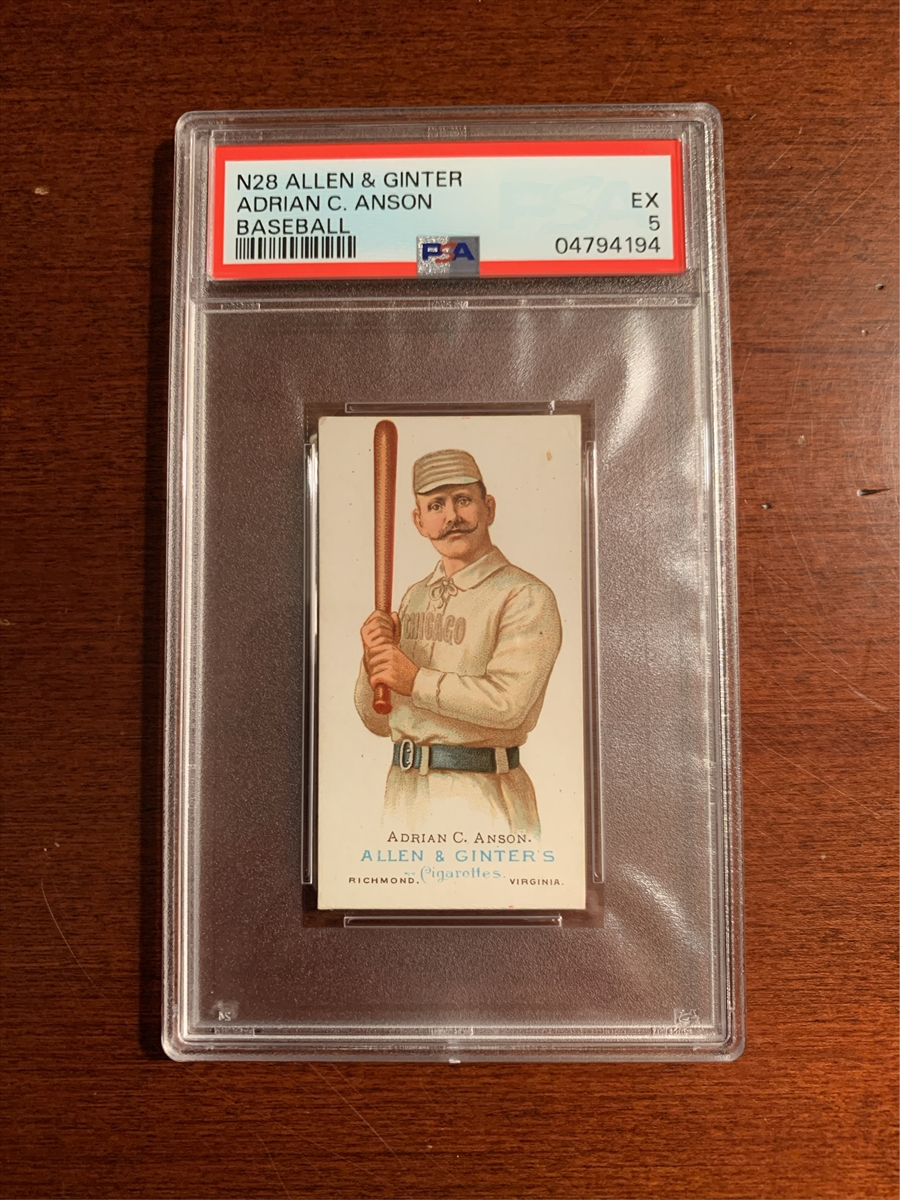 N28 ALLEN & GINTER
ADRIAN C. ANSON EX
BASEBALL 5
PSA 04794194
CHICAGO
ADRIAN C. ANSON.
ALLEN & GINTER'S
Cigarettes.
RICHMOND. VIRGINIA.